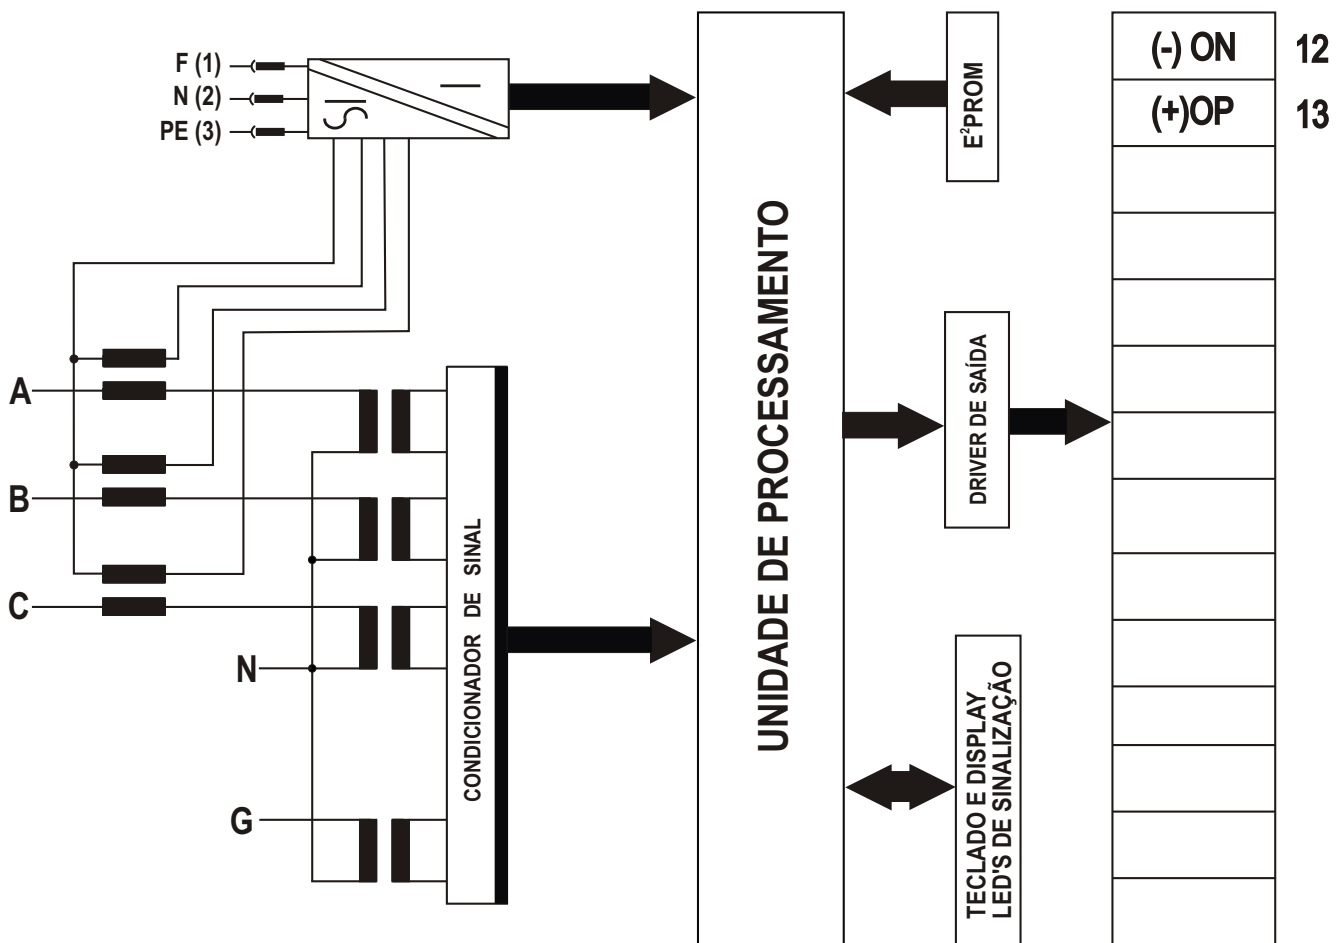 F (1)
N (2)
PE (3)
A
B
C
N
G
CONDICIONADOR DE SINAL
UNIDADE DE PROCESSAMENTO
E²PROM
DRIVER DE SAÍDA
TECLADO E DISPLAY
LED'S DE SINALIZAÇÃO
(-) ON 12
(+)OP 13